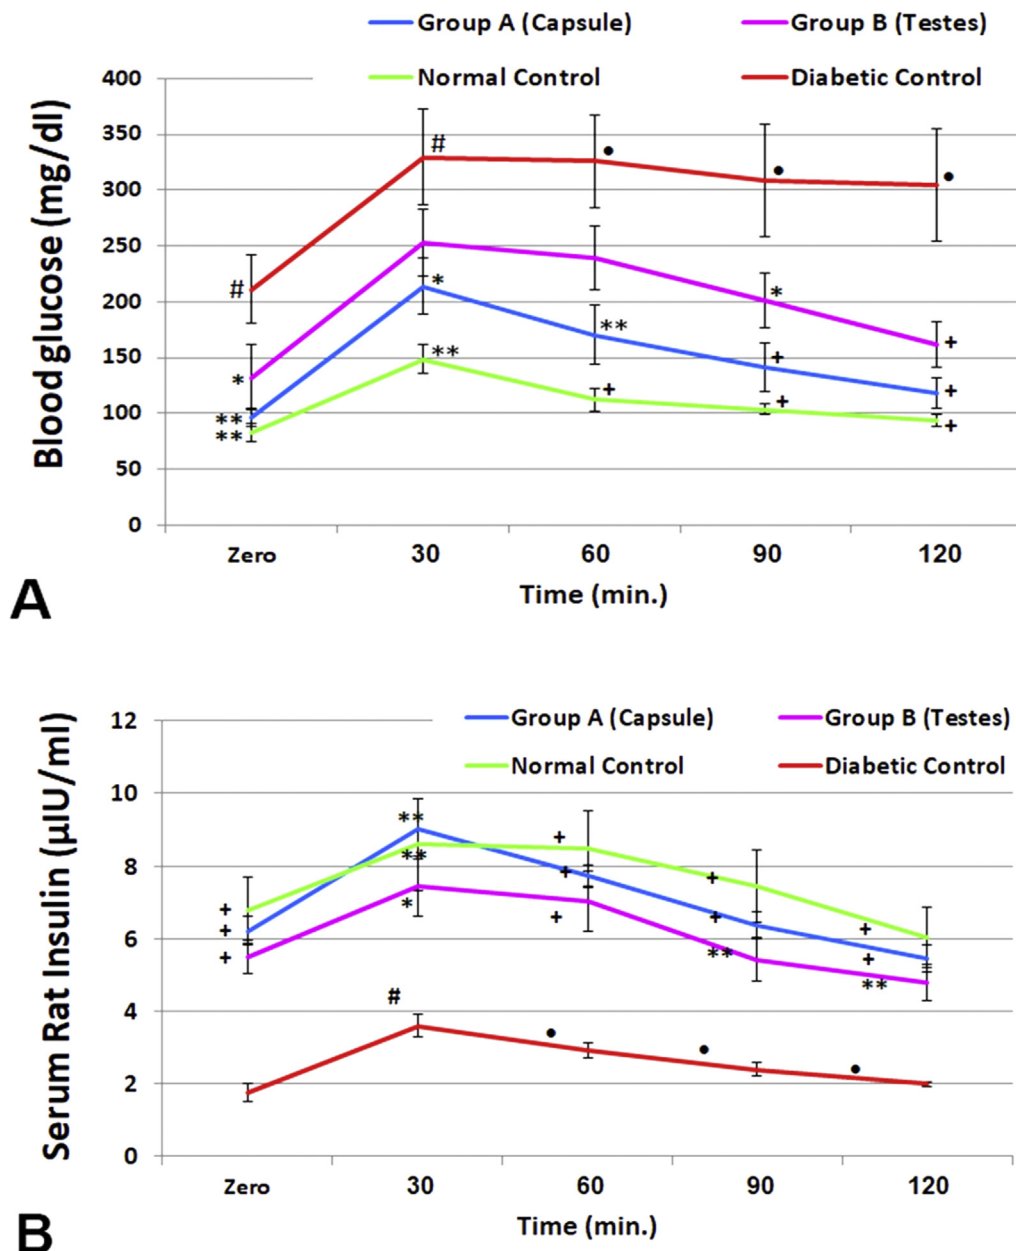 Group A (Capsule) Group B (Testes)
Normal Control Diabetic Control
Blood glucose (mg/dl)
400
350
300
250
200
150
100
50
0
# # • • •
* * +
** * ** + +
** ** + + +
Zero 30 60 90 120
Time (min.)
A
Group A (Capsule) Group B (Testes)
Normal Control Diabetic Control
Serum Rat Insulin (µIU/ml)
12
10
8
6
4
2
0
** + + +
+ ** + + +
+ * + ** **
+
# • • •
Zero 30 60 90 120
Time (min.)
B